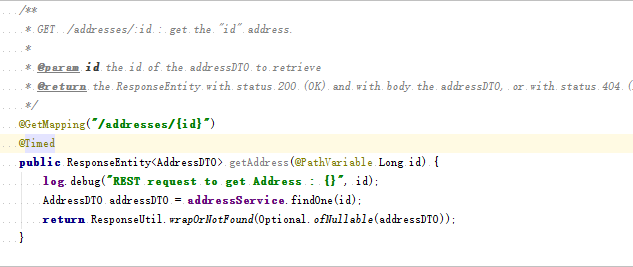 /**
* GET /addresses/:id : get the "id" address.
*
* @param id the id of the addressDTO to retrieve
* @return the ResponseEntity with status 200 (OK) and with body the addressDTO, or with status 404 (
*/
@GetMapping("/addresses/{id}")
@Timed
public ResponseEntity<AddressDTO> getAddress(@PathVariable Long id) {
log.debug("REST request to get Address : {}", id);
AddressDTO addressDTO = addressService.findOne(id);
return ResponseUtil.wrapOrNotFound(Optional.ofNullable(addressDTO));
}